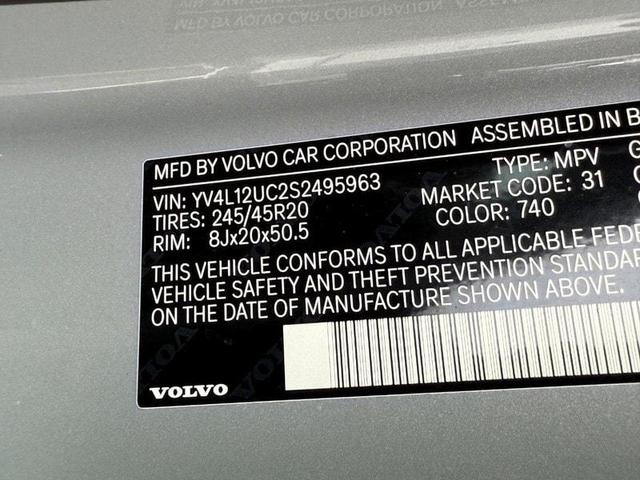 MFD BY VOLVO CAR CORPORATION ASSEMBLED IN B
VIN: YV4L12UC2S2495963 TYPE: MPV G
TIRES: 245/45R20 MARKET CODE: 31
RIM: 8Jx20x50.5 COLOR: 740
THIS VEHICLE CONFORMS TO ALL APPLICABLE FEDE
VEHICLE SAFETY AND THEFT PREVENTION STANDAR
ON THE DATE OF MANUFACTURE SHOWN ABOVE.
VOLVO